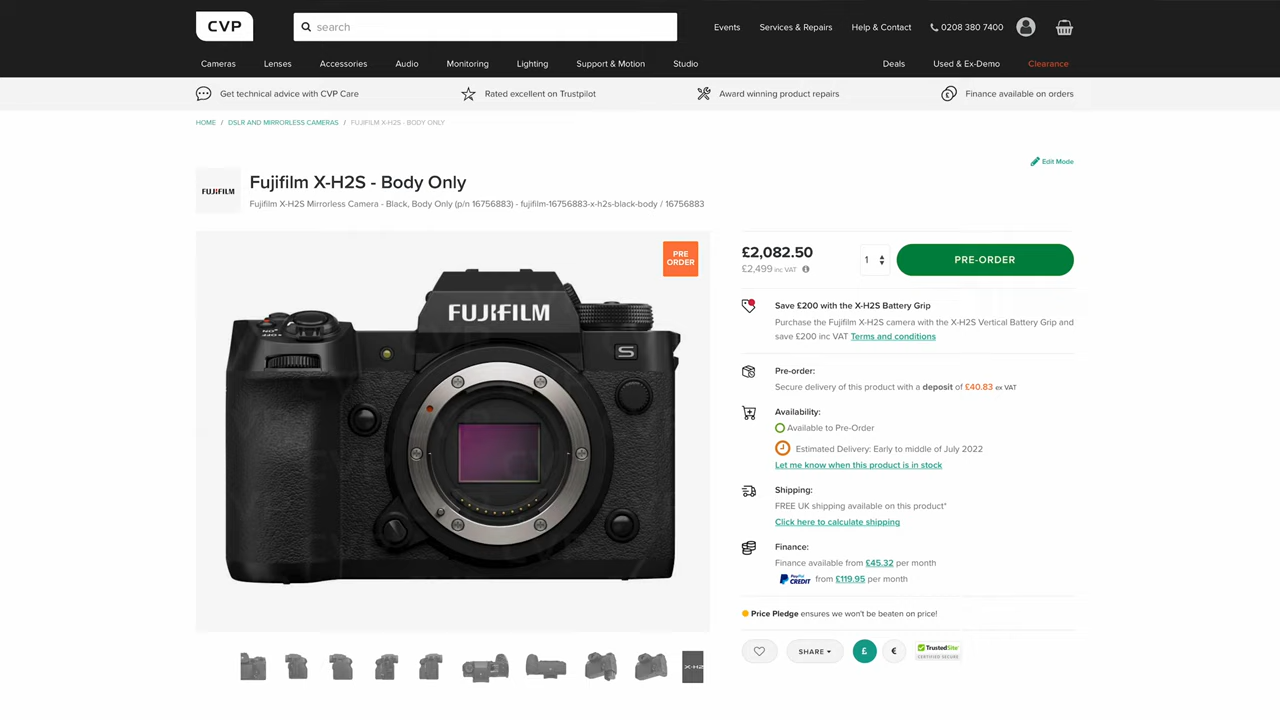 CVP
search
Events
Services & Repairs
Help & Contact
0208 380 7400
Cameras
Lenses
Accessories
Audio
Monitoring
Lighting
Support & Motion
Studio
Deals
Used & Ex-Demo
Clearance
Get technical advice with CVP Care
Rated excellent on Trustpilot
Award winning product repairs
Finance available on orders
HOME / DSLR AND MIRRORLESS CAMERAS / FUJIFILM X-H2S - BODY ONLY
Edit Mode
FUJIFILM
Fujifilm X-H2S - Body Only
Fujifilm X-H2S Mirrorless Camera - Black, Body Only (p/n 16756883) - fujifilm-16756883-x-h2s-black-body / 16756883
PRE
ORDER
FUJIFILM
S
CVP
£2,082.50
£2,499 inc VAT
1
PRE-ORDER
Save £200 with the X-H2S Battery Grip
Purchase the Fujifilm X-H2S camera with the X-H2S Vertical Battery Grip and
save £200 inc VAT Terms and conditions
Pre-order:
Secure delivery of this product with a deposit of £40.83 ex VAT
Availability:
Available to Pre-Order
Estimated Delivery: Early to middle of July 2022
Let me know when this product is in stock
Shipping:
FREE UK shipping available on this product*
Click here to calculate shipping
Finance:
Finance available from £45.32 per month
PayPal CREDIT from £119.95 per month
Price Pledge ensures we won't be beaten on price!
SHARE
£
€
TrustedSite
CERTIFIED SECURE
X-H2